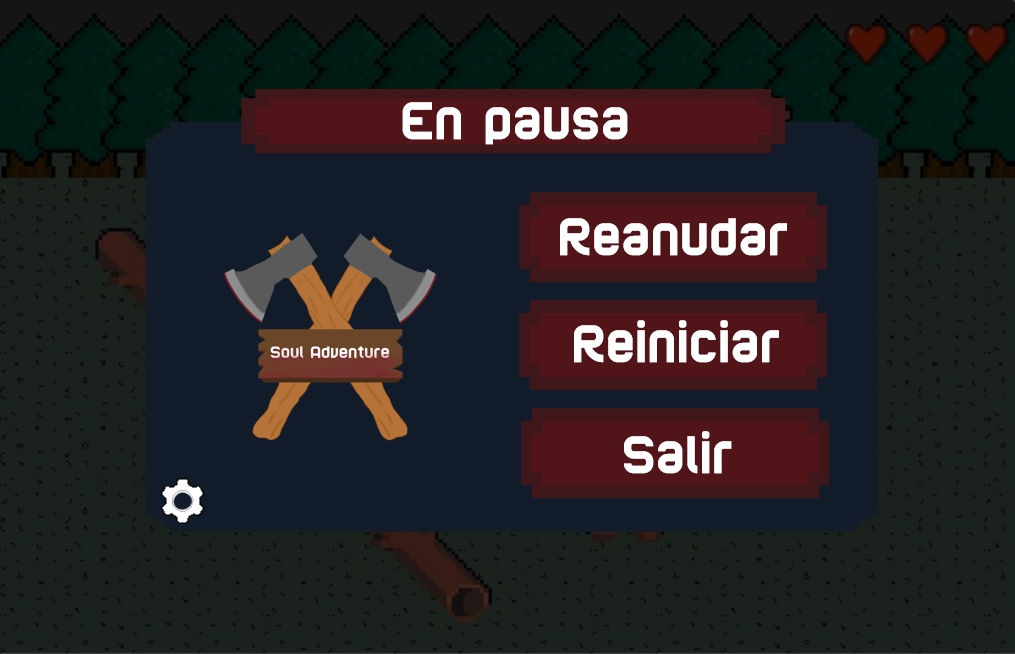 En pausa
Reanudar
Soul Adventure
Reiniciar
Salir